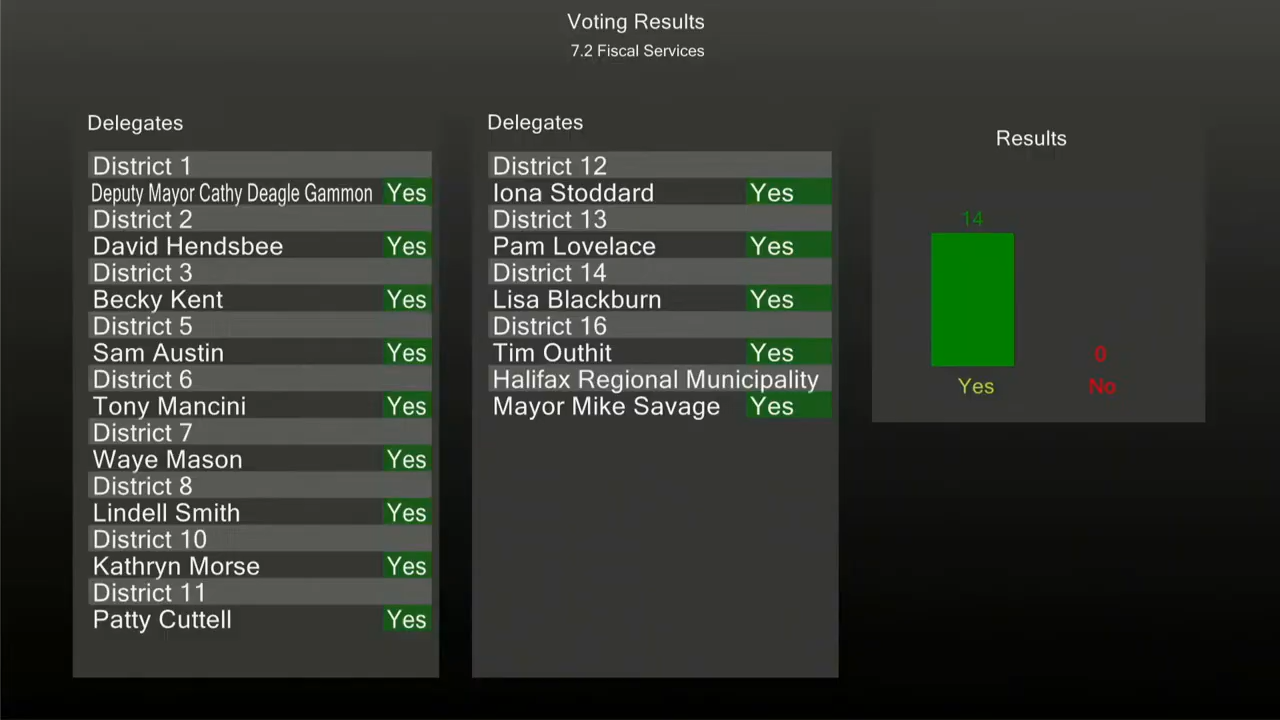 Voting Results
7.2 Fiscal Services
Delegates
District 1
Deputy Mayor Cathy Deagle Gammon Yes
District 2
David Hendsbee Yes
District 3
Becky Kent Yes
District 5
Sam Austin Yes
District 6
Tony Mancini Yes
District 7
Waye Mason Yes
District 8
Lindell Smith Yes
District 10
Kathryn Morse Yes
District 11
Patty Cuttell Yes
Delegates
District 12
Iona Stoddard Yes
District 13
Pam Lovelace Yes
District 14
Lisa Blackburn Yes
District 16
Tim Outhit Yes
Halifax Regional Municipality
Mayor Mike Savage Yes
Results
14
0
Yes No